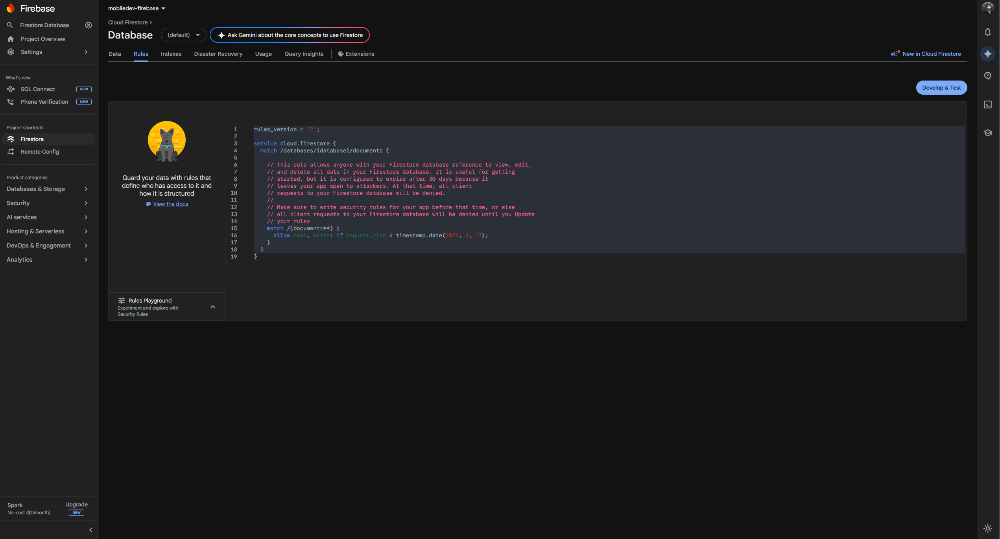 Firebase
Firestore Database
Project Overview
Settings
What's new
SQL Connect NEW
Phone Verification NEW
Project shortcuts
Firestore
Remote Config
Product categories
Databases & Storage
Security
AI services
Hosting & Serverless
DevOps & Engagement
Analytics
Spark
No-cost ($0/month)
Upgrade
NEW
mobiledev-firebase
Cloud Firestore
Database (default) Ask Gemini about the core concepts to use Firestore
Data Rules Indexes Disaster Recovery Usage Query Insights Extensions New in Cloud Firestore
Develop & Test
Guard your data with rules that
define who has access to it and
how it is structured
View the docs
Rules Playground
Experiment and explore with
Security Rules
1 rules_version = '2';
2
3 service cloud.firestore {
4   match /databases/{database}/documents {
5
6     // This rule allows anyone with your Firestore database reference to view, edit,
7     // and delete all data in your Firestore database. It is useful for getting
8     // started, but it is configured to expire after 30 days because it
9     // leaves your app open to attackers. At that time, all client
10     // requests to your Firestore database will be denied.
11     //
12     // Make sure to write security rules for your app before that time, or else
13     // all client requests to your Firestore database will be denied until you Update
14     // your rules
15     match /{document=**} {
16       allow read, write: if request.time < timestamp.date(2026, 6, 17);
17     }
18   }
19 }